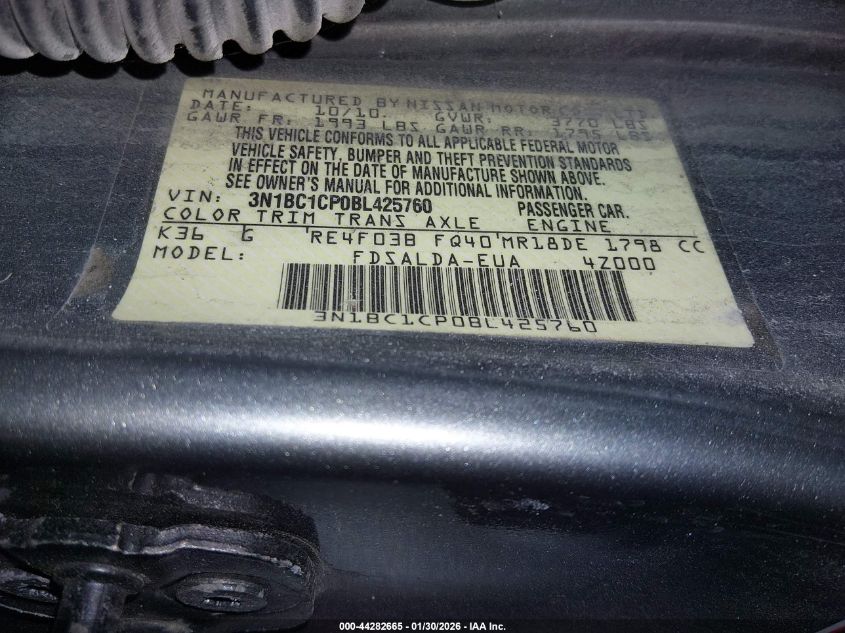 MANUFACTURED BY NISSAN MOTOR CO., LTD
DATE: 10/10. GVWR: 3770 LBS
GAWR FR: 1993 LBS GAWR RR: 1795 LBS
THIS VEHICLE CONFORMS TO ALL APPLICABLE FEDERAL MOTOR
VEHICLE SAFETY, BUMPER AND THEFT PREVENTION STANDARDS
IN EFFECT ON THE DATE OF MANUFACTURE SHOWN ABOVE.
SEE OWNER'S MANUAL FOR ADDITIONAL INFORMATION.
VIN: 3N1BC1CP0BL425760 PASSENGER CAR.
COLOR TRIM TRANS AXLE ENGINE
K36 G RE4F03B FQ40 MR18DE 1798 CC
MODEL: FDSALDA-EUA 4Z000
3N1BC1CP0BL425760
000-44282665 - 01/30/2026 - IAA Inc.